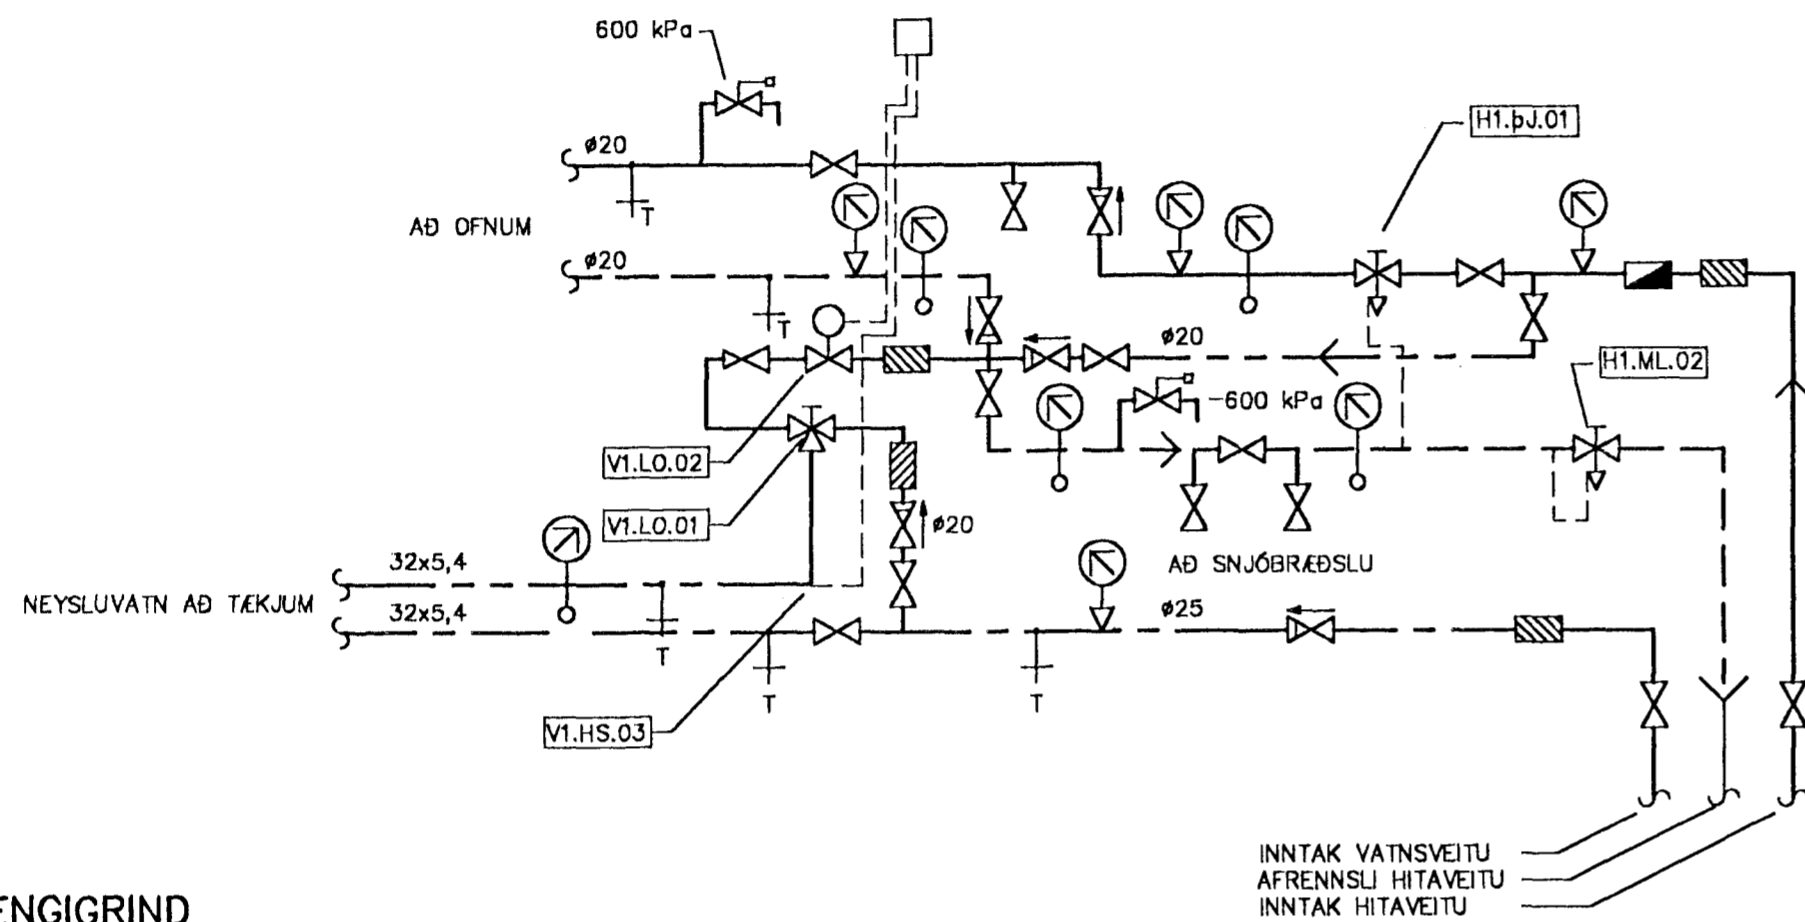 600 kPa
H1.þJ.01
ø20
T
AÐ OFNUM
ø20
T
ø20
H1.ML.02
600 kPa
V1.LO.02
V1.LO.01
ø20
32x5,4
AÐ SNJÓBRÆÐSLU
NEYSLUVATN AÐ TÆKJUM
32x5,4
ø25
T
T
T
V1.HS.03
INNTAK VATNSVEITU
AFRENNSLI HITAVEITU
INNTAK HITAVEITU
ENGIGRIND